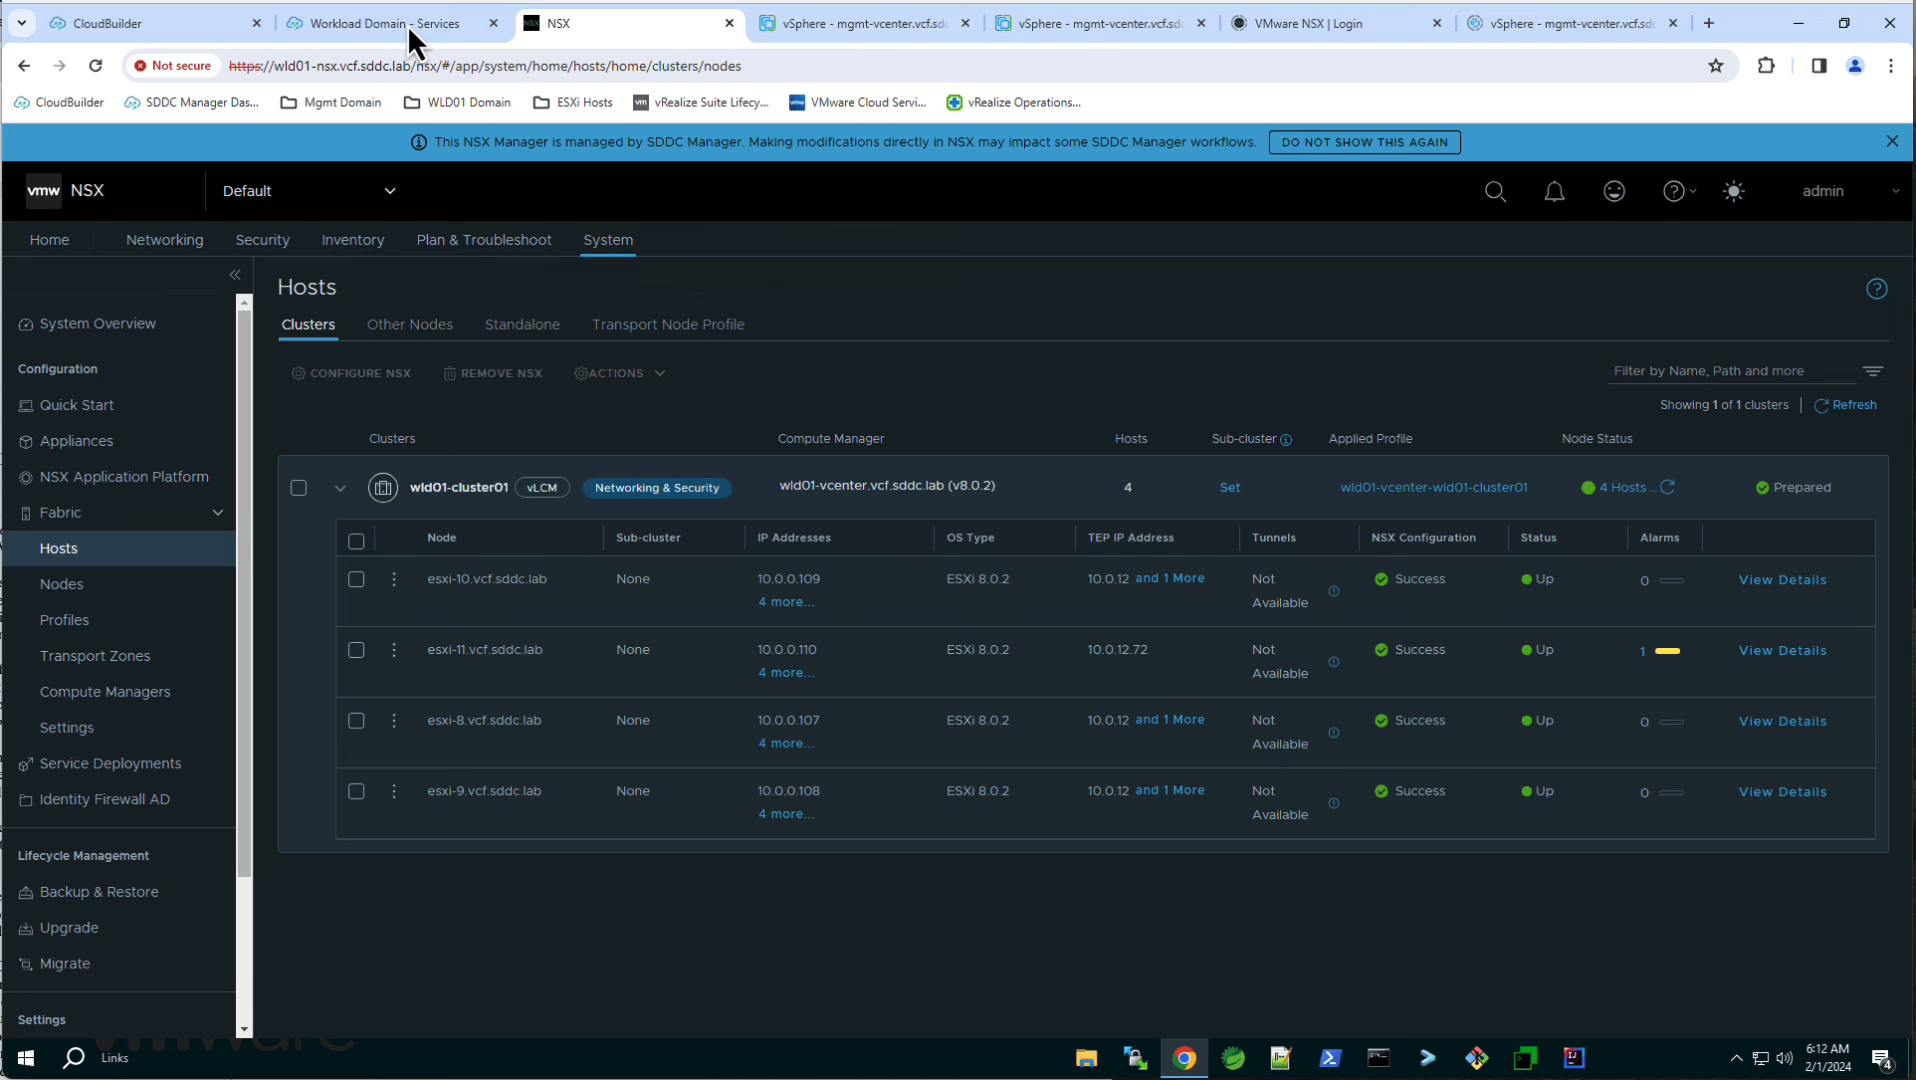 CloudBuilder
Workload Domain - Services
NSX
vSphere - mgmt-vcenter.vcf.sdd
vSphere - mgmt-vcenter.vcf.sdd
VMware NSX | Login
vSphere - mgmt-vcenter.vcf.sdd
Not secure
https://wld01-nsx.vcf.sddc.lab/nsx/#/app/system/home/hosts/home/clusters/nodes
CloudBuilder
SDDC Manager Das...
Mgmt Domain
WLD01 Domain
ESXi Hosts
vm
vRealize Suite Lifecy...
VMware Cloud Servi...
vRealize Operations...
This NSX Manager is managed by SDDC Manager. Making modifications directly in NSX may impact some SDDC Manager workflows.
DO NOT SHOW THIS AGAIN
vmw NSX
Default
admin
Home
Networking
Security
Inventory
Plan & Troubleshoot
System
System Overview
Configuration
Quick Start
Appliances
NSX Application Platform
Fabric
Hosts
Nodes
Profiles
Transport Zones
Compute Managers
Settings
Service Deployments
Identity Firewall AD
Lifecycle Management
Backup & Restore
Upgrade
Migrate
Settings
Hosts
Clusters
Other Nodes
Standalone
Transport Node Profile
CONFIGURE NSX
REMOVE NSX
ACTIONS
Filter by Name, Path and more
Showing 1 of 1 clusters
Refresh
Clusters Compute Manager Hosts Sub-cluster Applied Profile Node Status
wld01-cluster01 vLCM Networking & Security wld01-vcenter.vcf.sddc.lab (v8.0.2) 4 Set wld01-vcenter-wld01-cluster01 4 Hosts ... Prepared
Node Sub-cluster IP Addresses OS Type TEP IP Address Tunnels NSX Configuration Status Alarms
esxi-10.vcf.sddc.lab None 10.0.0.109 ESXi 8.0.2 10.0.12 and 1 More Not Success Up 0 View Details
4 more... Available
esxi-11.vcf.sddc.lab None 10.0.0.110 ESXi 8.0.2 10.0.12.72 Not Success Up 1 View Details
4 more... Available
esxi-8.vcf.sddc.lab None 10.0.0.107 ESXi 8.0.2 10.0.12 and 1 More Not Success Up 0 View Details
4 more... Available
esxi-9.vcf.sddc.lab None 10.0.0.108 ESXi 8.0.2 10.0.12 and 1 More Not Success Up 0 View Details
4 more... Available
Links
6:12 AM
2/1/2024
4